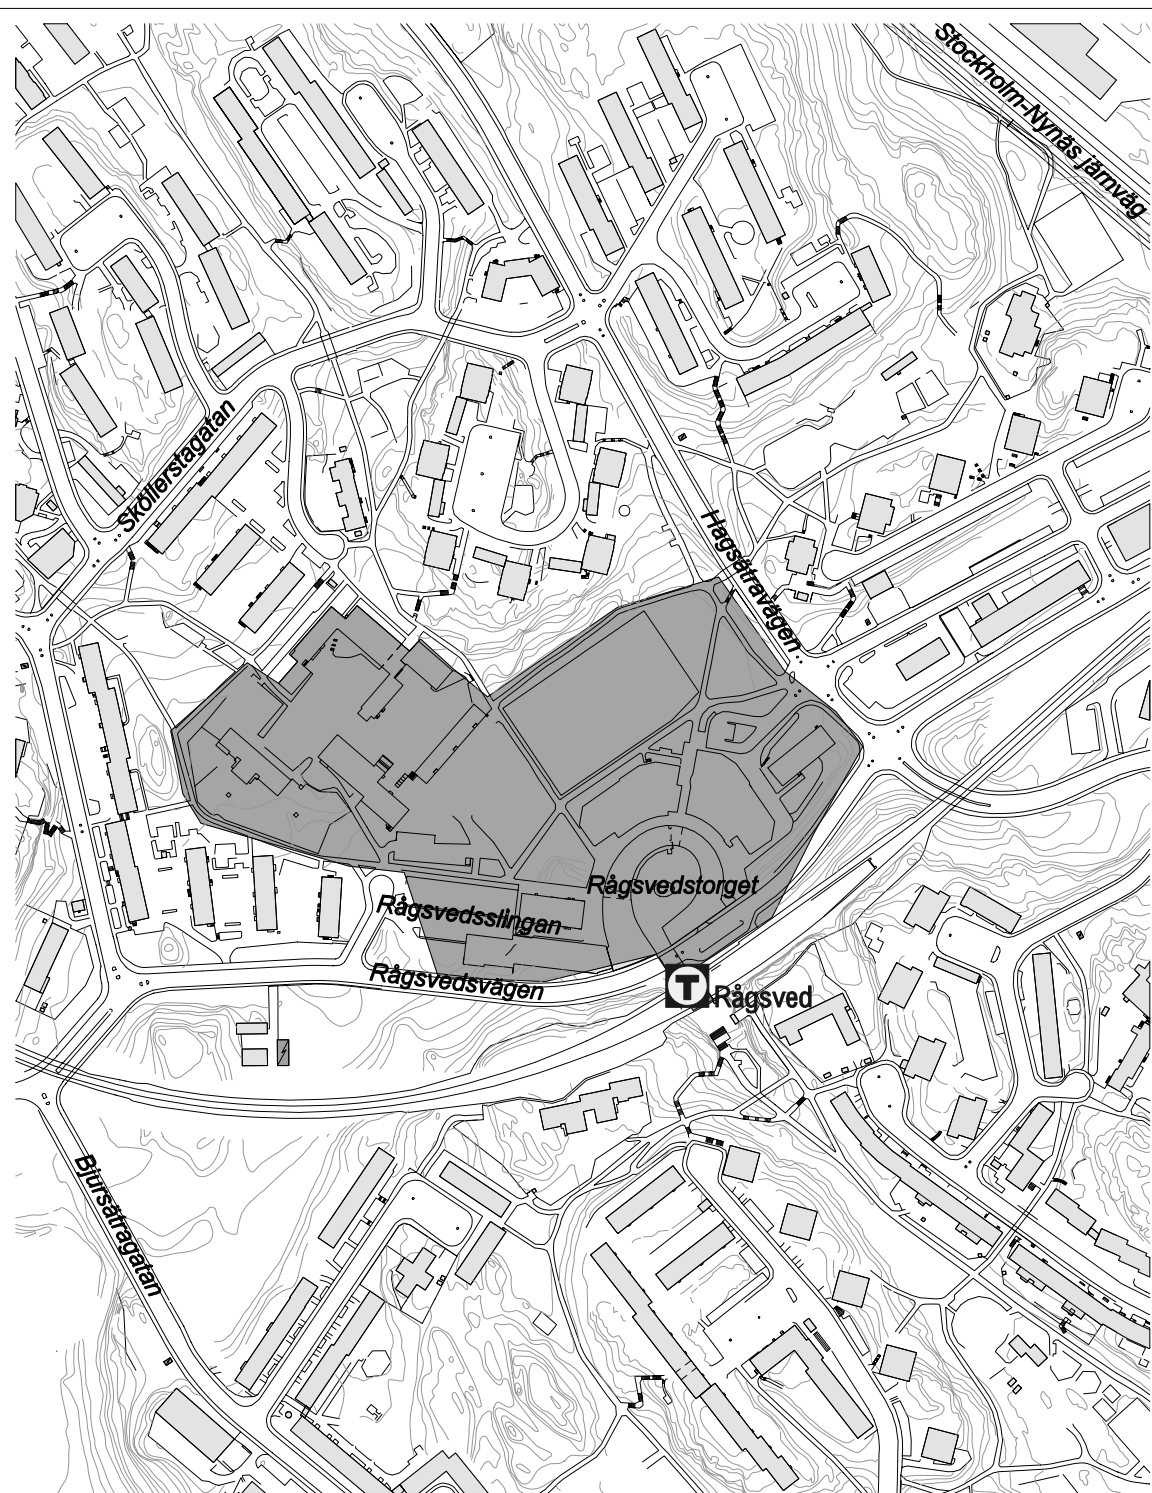 Stockholm-Nynäs järnväg
Sköllerstagatan
Hagsätravägen
Rågsvedstorget
Rågsvedsslingan
Rågsvedsvägen
T Rågsved
Bjursätragatan